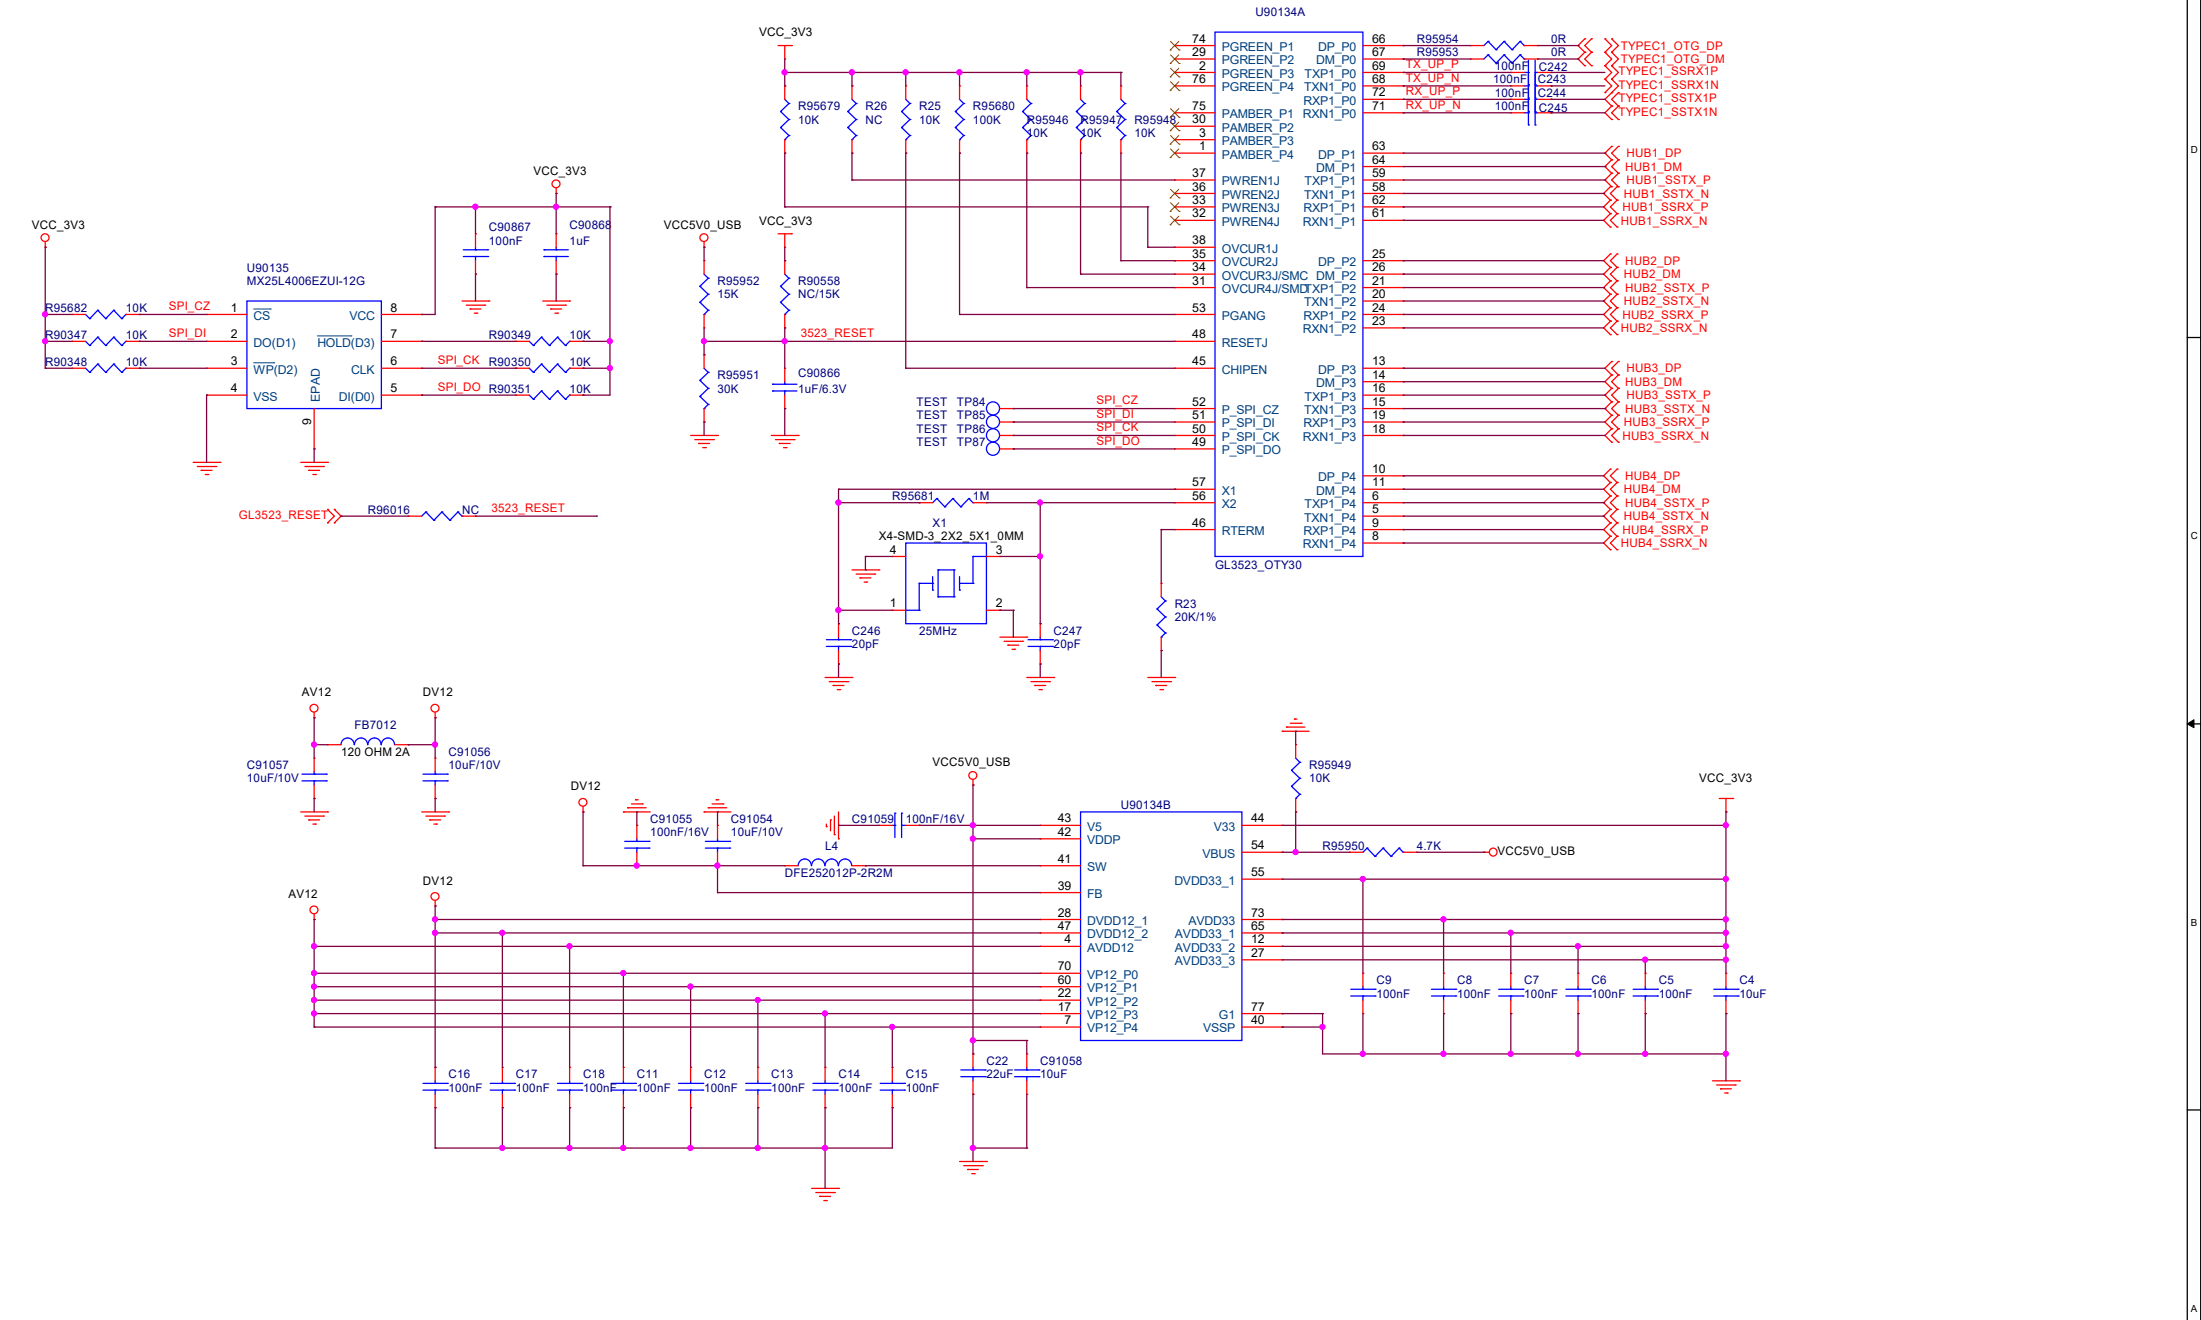 U90134A
VCC_3V3
R95679
10K
R26
NC
R25
10K
R95680
100K
R95946
10K
R95947
10K
R95948
10K
74 PGREEN_P1
29 PGREEN_P2
2 PGREEN_P3
76 PGREEN_P4
75 PAMBER_P1
30 PAMBER_P2
3 PAMBER_P3
1 PAMBER_P4
37 PWREN1J
36 PWREN2J
33 PWREN3J
32 PWREN4J
38 OVCUR1J
35 OVCUR2J
34 OVCUR3J/SMC
31 OVCUR4J/SMD
53 PGANG
48 RESETJ
45 CHIPEN
52 P_SPI_CZ
51 P_SPI_DI
50 P_SPI_CK
49 P_SPI_DO
57 X1
56 X2
46 RTERM
DP_P0 66 R95954 0R TYPEC1_OTG_DP
DM_P0 67 R95953 0R TYPEC1_OTG_DM
TXP1_P0 69 TX_UP_P 100nF C242 TYPEC1_SSRX1P
TXN1_P0 68 TX_UP_N 100nF C243 TYPEC1_SSRX1N
RXP1_P0 72 RX_UP_P 100nF C244 TYPEC1_SSTX1P
RXN1_P0 71 RX_UP_N 100nF C245 TYPEC1_SSTX1N
DP_P1 63 HUB1_DP
DM_P1 64 HUB1_DM
TXP1_P1 59 HUB1_SSTX_P
TXN1_P1 58 HUB1_SSTX_N
RXP1_P1 62 HUB1_SSRX_P
RXN1_P1 61 HUB1_SSRX_N
DP_P2 25 HUB2_DP
DM_P2 26 HUB2_DM
TXP1_P2 21 HUB2_SSTX_P
TXN1_P2 20 HUB2_SSTX_N
RXP1_P2 24 HUB2_SSRX_P
RXN1_P2 23 HUB2_SSRX_N
DP_P3 13 HUB3_DP
DM_P3 14 HUB3_DM
TXP1_P3 16 HUB3_SSTX_P
TXN1_P3 15 HUB3_SSTX_N
RXP1_P3 19 HUB3_SSRX_P
RXN1_P3 18 HUB3_SSRX_N
DP_P4 10 HUB4_DP
DM_P4 11 HUB4_DM
TXP1_P4 6 HUB4_SSTX_P
TXN1_P4 5 HUB4_SSTX_N
RXP1_P4 9 HUB4_SSRX_P
RXN1_P4 8 HUB4_SSRX_N
GL3523_OTY30
D
VCC_3V3
VCC_3V3
C90867
100nF
C90868
1uF
U90135
MX25L4006EZUI-12G
R95682 10K SPI_CZ 1 CS
R90347 10K SPI_DI 2 DO(D1)
R90348 10K 3 WP(D2)
4 VSS
EPAD
9
VCC 8
HOLD(D3) 7 R90349 10K
CLK 6 SPI_CK R90350 10K
DI(D0) 5 SPI_DO R90351 10K
GL3523_RESET R96016 NC 3523_RESET
VCC5V0_USB
VCC_3V3
R95952
15K
R90558
NC/15K
3523_RESET
R95951
30K
C90866
1uF/6.3V
TEST TP84 SPI_CZ
TEST TP85 SPI_DI
TEST TP86 SPI_CK
TEST TP87 SPI_DO
R95681 1M
X1
X4-SMD-3_2X2_5X1_0MM
4 3
1 2
25MHz
C246
20pF
C247
20pF
R23
20K/1%
C
AV12
DV12
FB7012
120 OHM 2A
C91057
10uF/10V
C91056
10uF/10V
DV12
C91055
100nF/16V
C91054
10uF/10V
VCC5V0_USB
C91059 100nF/16V
L4
DFE252012P-2R2M
R95949
10K
VCC_3V3
U90134B
43 V5
42 VDDP
41 SW
39 FB
28 DVDD12_1
47 DVDD12_2
4 AVDD12
70 VP12_P0
60 VP12_P1
22 VP12_P2
17 VP12_P3
7 VP12_P4
V33 44
VBUS 54 R95950 4.7K VCC5V0_USB
DVDD33_1 55
AVDD33 73
AVDD33_1 65
AVDD33_2 12
AVDD33_3 27
G1 77
VSSP 40
AV12
DV12
B
C9
100nF
C8
100nF
C7
100nF
C6
100nF
C5
100nF
C4
10uF
C16
100nF
C17
100nF
C18
100nF
C11
100nF
C12
100nF
C13
100nF
C14
100nF
C15
100nF
C22
22uF
C91058
10uF
A